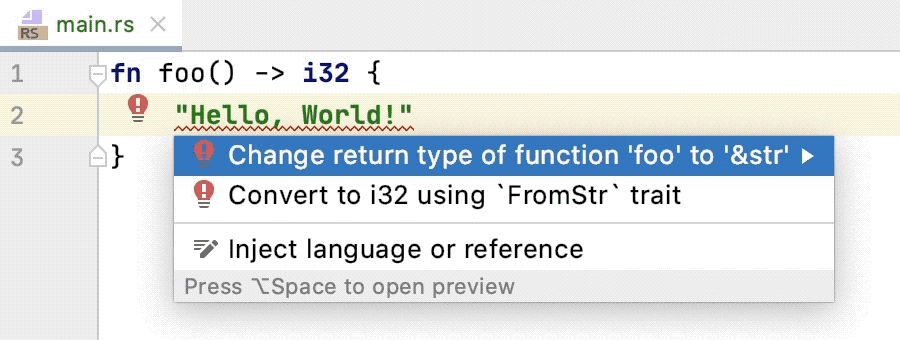 RS main.rs
1 fn foo() -> i32 {
2 "Hello, World!"
3 }
Change return type of function 'foo' to '&str'
Convert to i32 using `FromStr` trait
Inject language or reference
Press ⌥Space to open preview